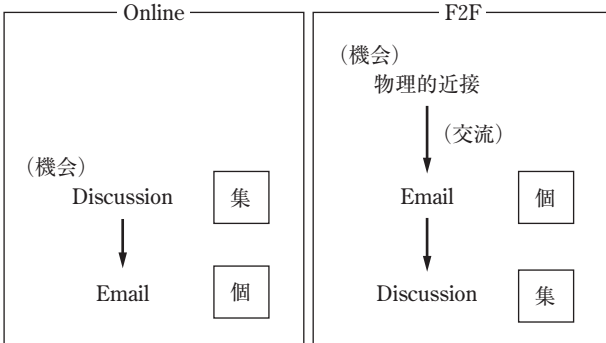 Online
(機会)
Discussion 集
Email 個
F2F
(機会)
物理的近接
(交流)
Email 個
Discussion 集